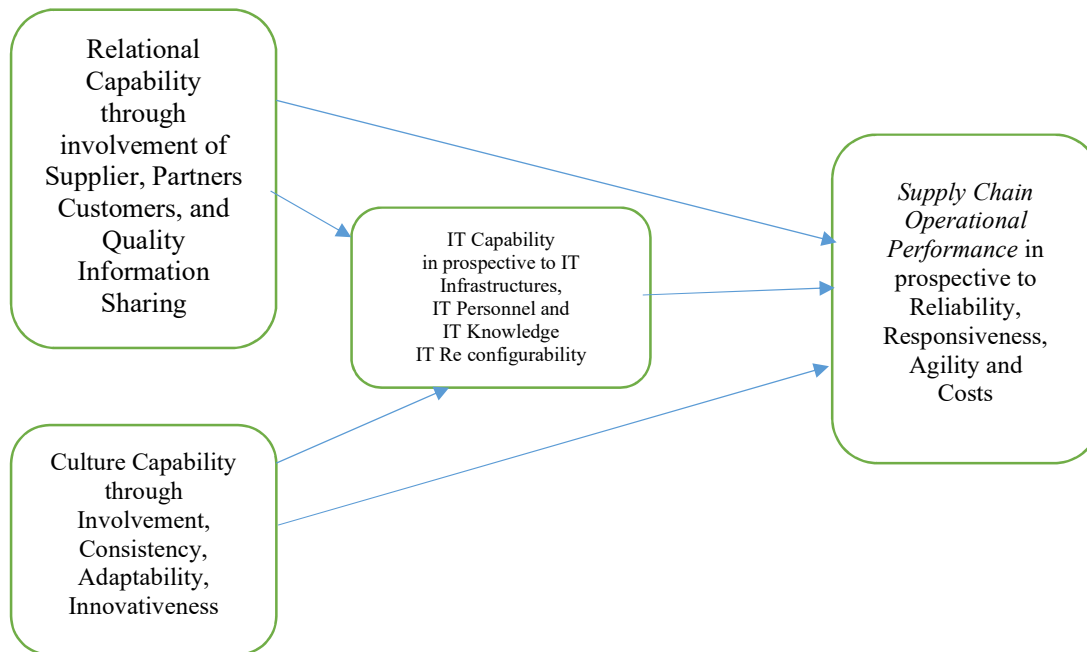 Relational
Capability
through
involvement of
Supplier, Partners
Customers, and
Quality
Information
Sharing
IT Capability
in prospective to IT
Infrastructures,
IT Personnel and
IT Knowledge
IT Re configurability
Supply Chain
Operational
Performance in
prospective to
Reliability,
Responsiveness,
Agility and
Costs
Culture Capability
through
Involvement,
Consistency,
Adaptability,
Innovativeness